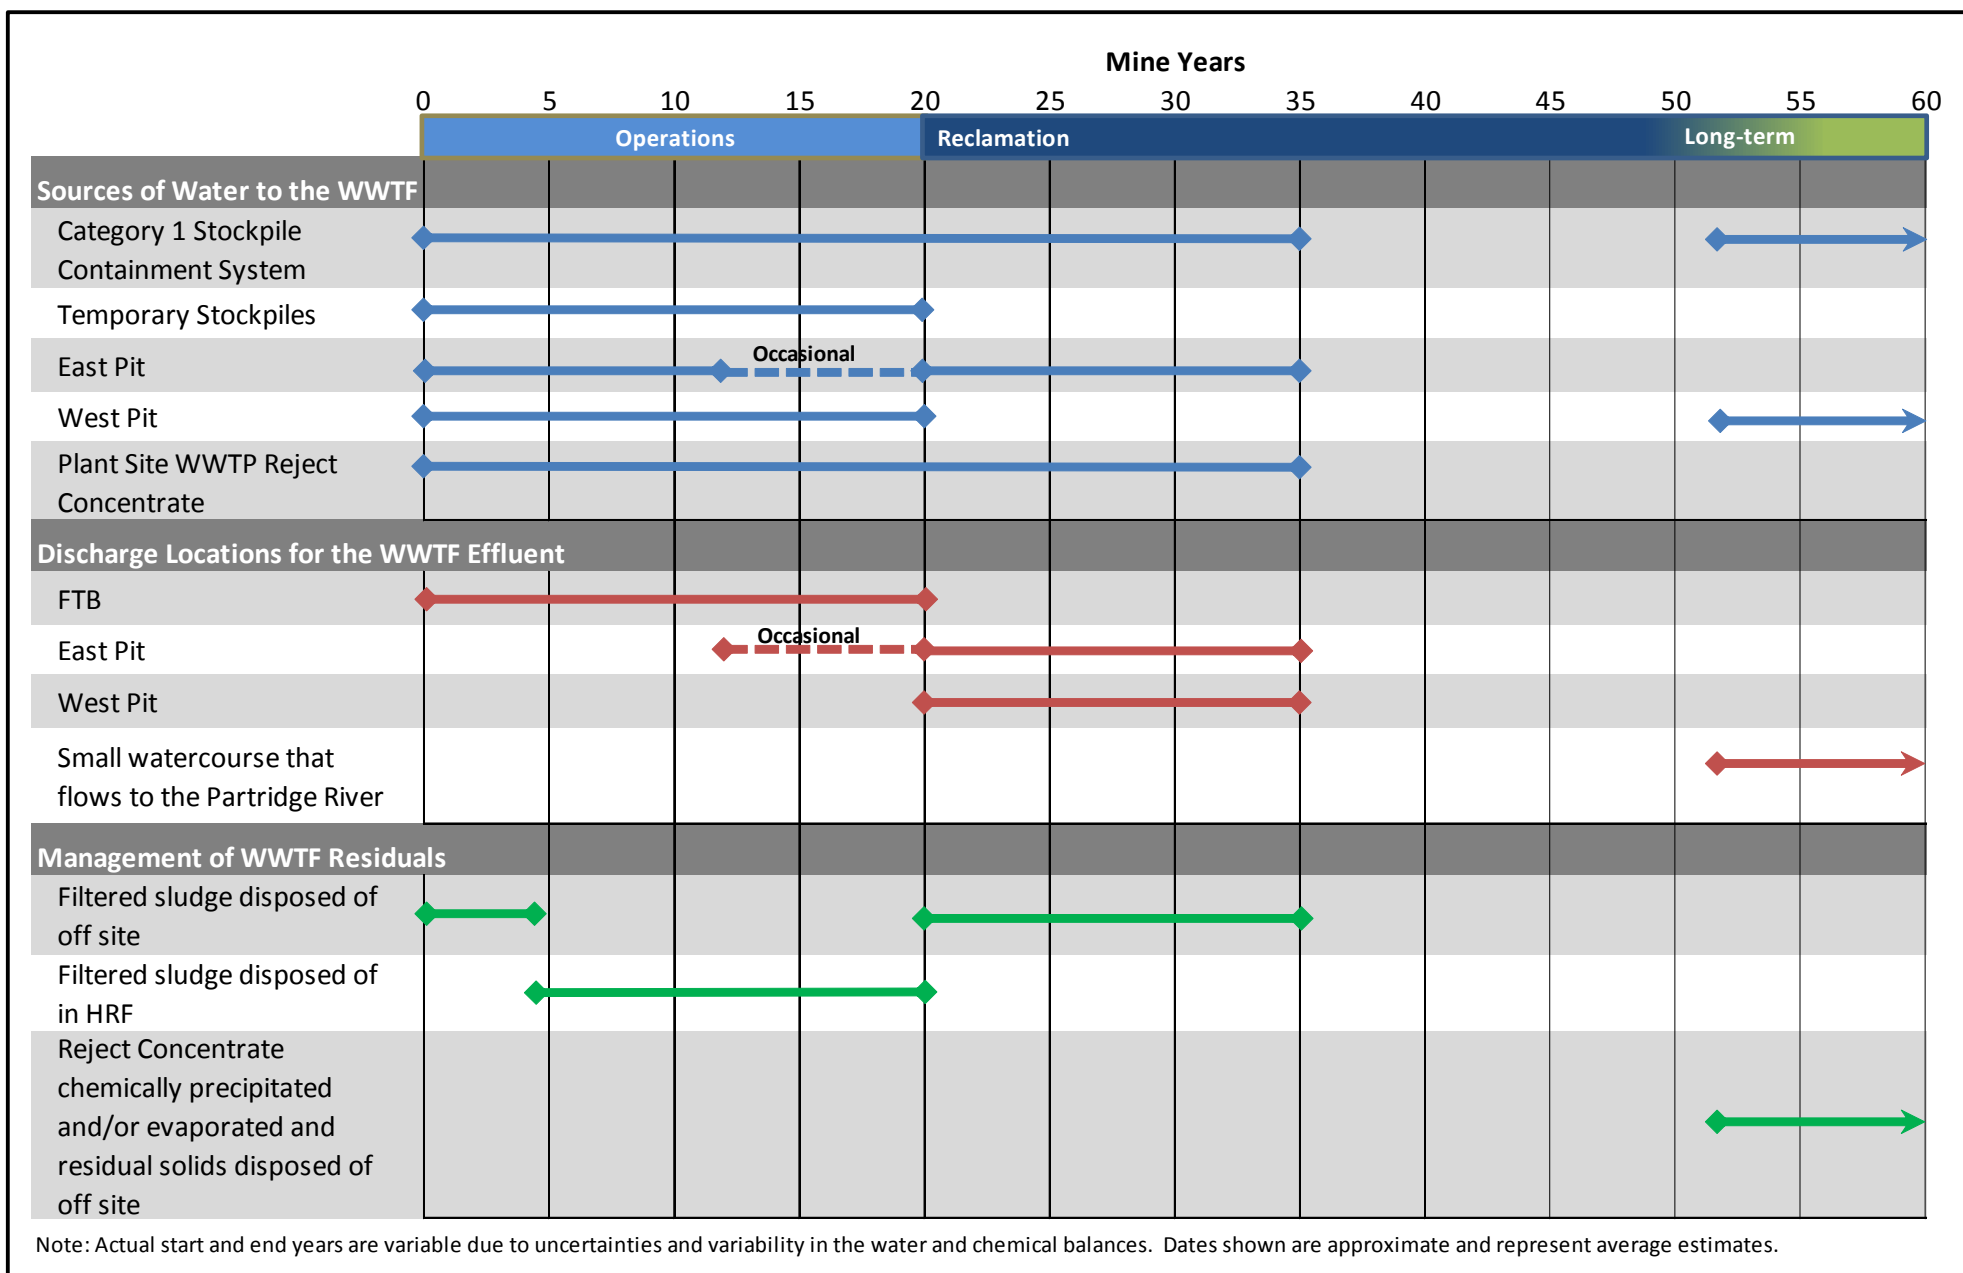 Mine Years
0 5 10 15 20 25 30 35 40 45 50 55 60
Operations Reclamation Long-term
Sources of Water to the WWTF
Category 1 Stockpile
Containment System
Temporary Stockpiles
East Pit Occasional
West Pit
Plant Site WWTP Reject
Concentrate
Discharge Locations for the WWTF Effluent
FTB
East Pit Occasional
West Pit
Small watercourse that
flows to the Partridge River
Management of WWTF Residuals
Filtered sludge disposed of
off site
Filtered sludge disposed of
in HRF
Reject Concentrate
chemically precipitated
and/or evaporated and
residual solids disposed of
off site
Note: Actual start and end years are variable due to uncertainties and variability in the water and chemical balances. Dates shown are approximate and represent average estimates.